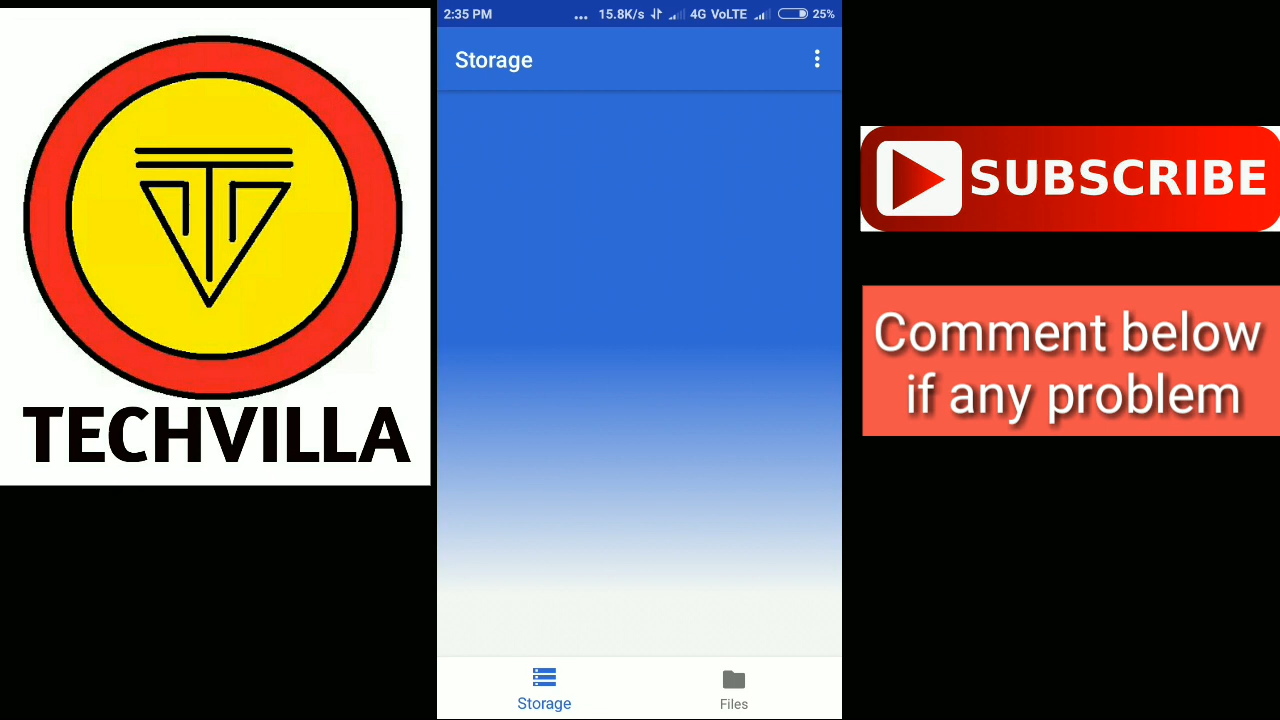 TECHVILLA
2:35 PM ... 15.8K/s 4G VoLTE 25%
Storage
Storage
Files
SUBSCRIBE
Comment below
if any problem